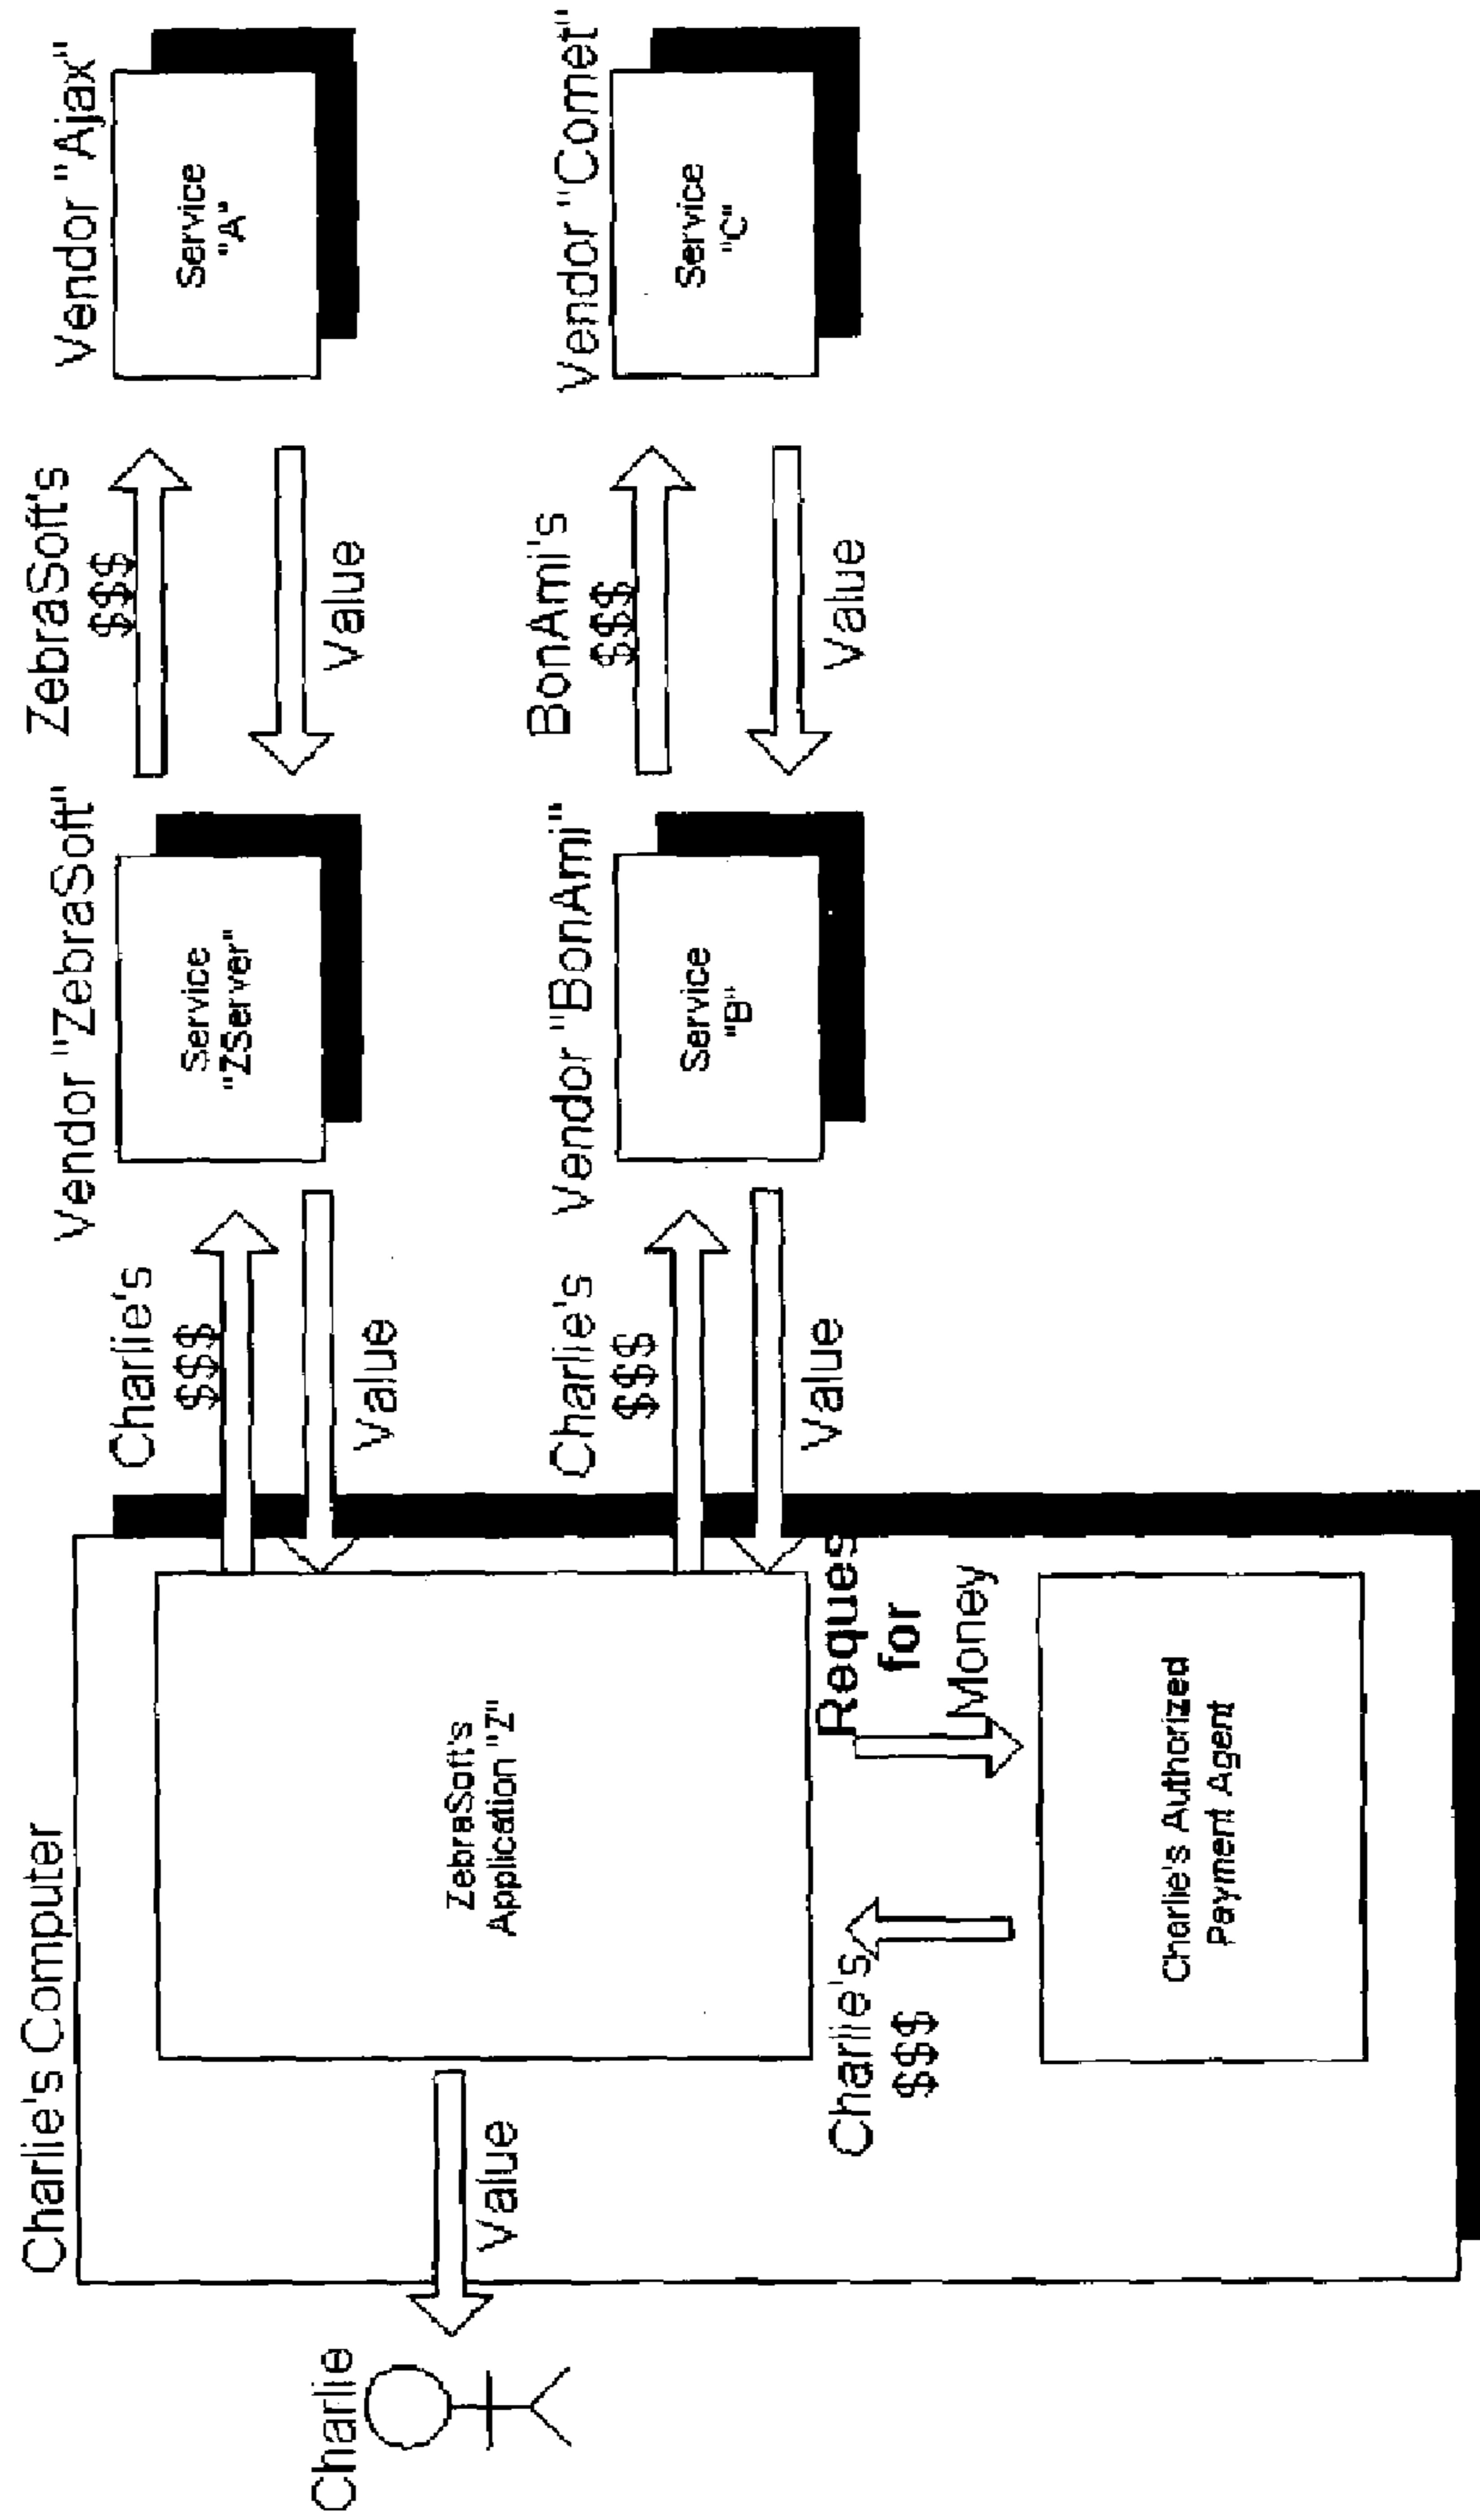 Charlie
Charlie's Computer
Value
ZebraSoft's
Application "Z"
Charlie's
$$$
Request
for
Money
Charlie's Authorized
Payment Agent
Charlie's
$$$
Value
Charlie's
$$$
Value
Vendor "ZebraSoft"
Service
"ZServer"
Vendor "BonAmi"
Service
"B"
ZebraSoft's
$$$
Value
BonAmi's
$$$
Value
Vendor "Ajax"
Service
"A"
Vendor "Comet"
Service
"C"